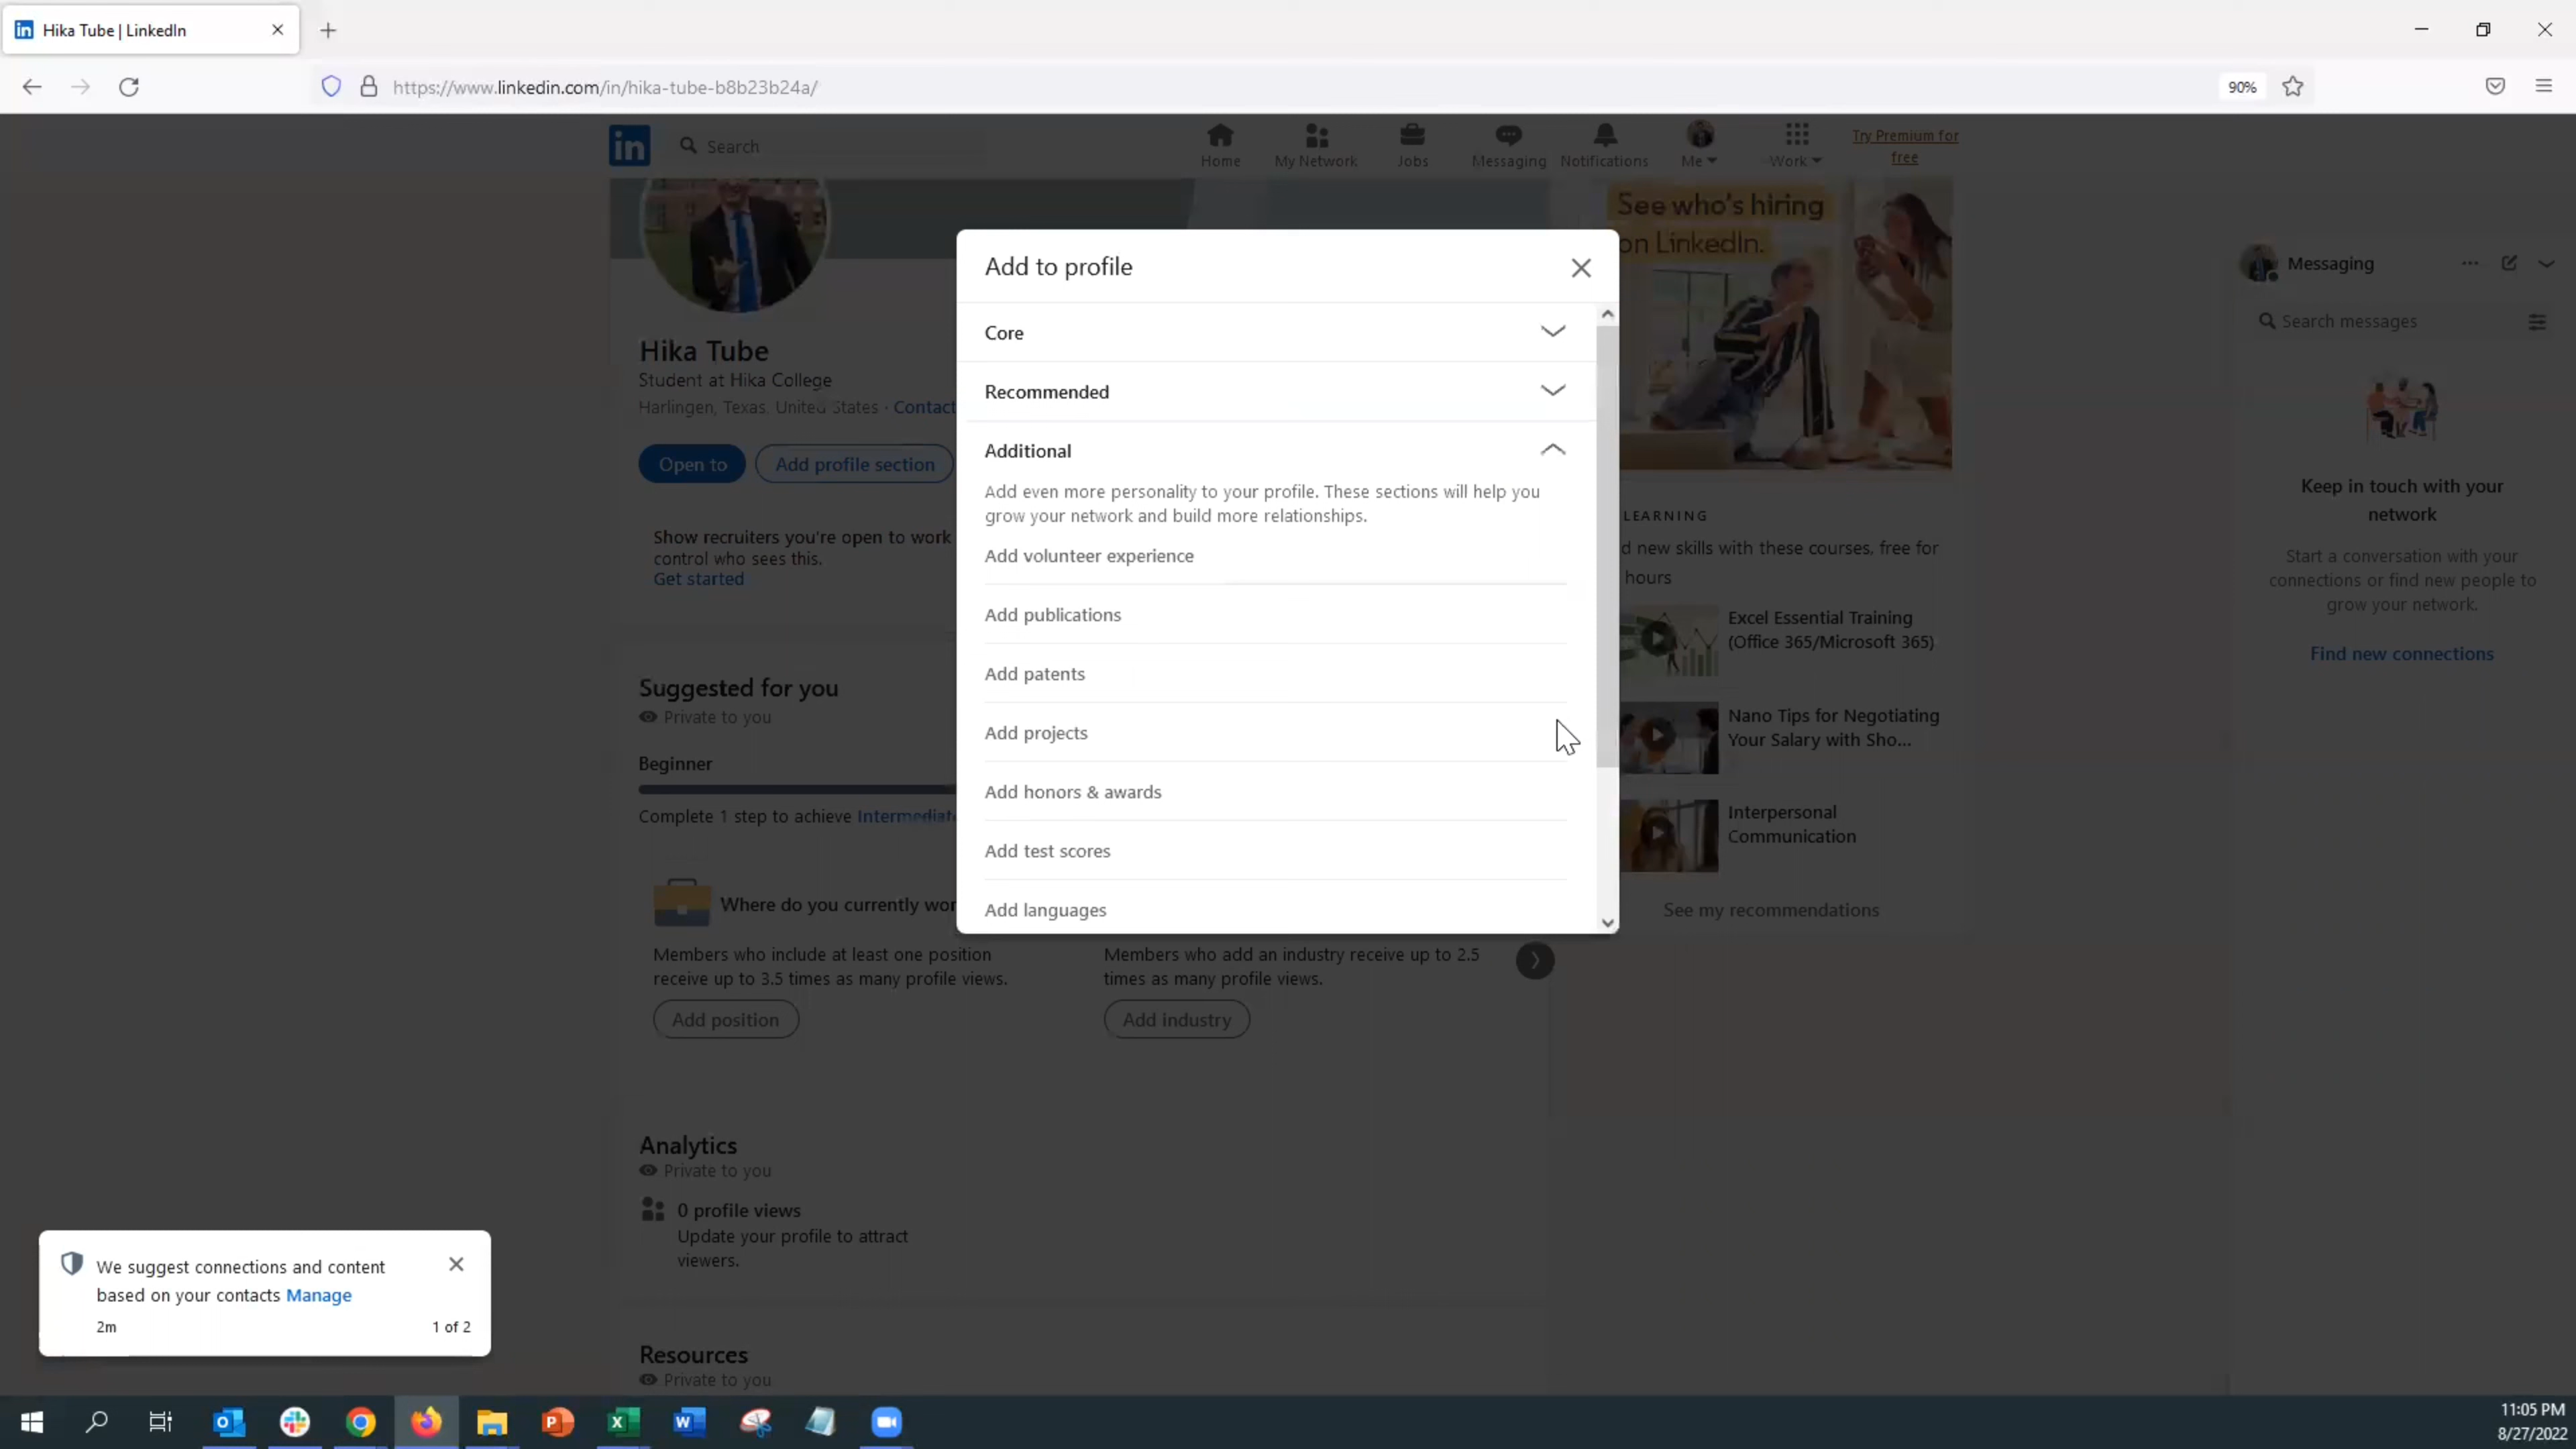 Hika Tube | LinkedIn
https://www.linkedin.com/in/hika-tube-b8b23b24a/
90%
in
Search
Home
My Network
Jobs
Messaging
Notifications
Me
Work
Try Premium for
free
See who's hiring
on LinkedIn.
Add to profile
Core
Recommended
Additional
Add even more personality to your profile. These sections will help you
grow your network and build more relationships.
Add volunteer experience
Add publications
Add patents
Add projects
Add honors & awards
Add test scores
Add languages
Hika Tube
Student at Hika College
Harlingen, Texas, United States · Contact
Open to
Add profile section
Show recruiters you're open to work
control who sees this.
Get started
Suggested for you
Private to you
Beginner
Complete 1 step to achieve Intermediate
Where do you currently wor
Members who include at least one position
receive up to 3.5 times as many profile views.
Add position
Members who add an industry receive up to 2.5
times as many profile views.
Add industry
Analytics
Private to you
0 profile views
Update your profile to attract
viewers.
Resources
Private to you
LEARNING
d new skills with these courses, free for
hours
Excel Essential Training
(Office 365/Microsoft 365)
Nano Tips for Negotiating
Your Salary with Sho...
Interpersonal
Communication
See my recommendations
Messaging
Search messages
Keep in touch with your
network
Start a conversation with your
connections or find new people to
grow your network.
Find new connections
We suggest connections and content
based on your contacts Manage
2m
1 of 2
11:05 PM
8/27/2022